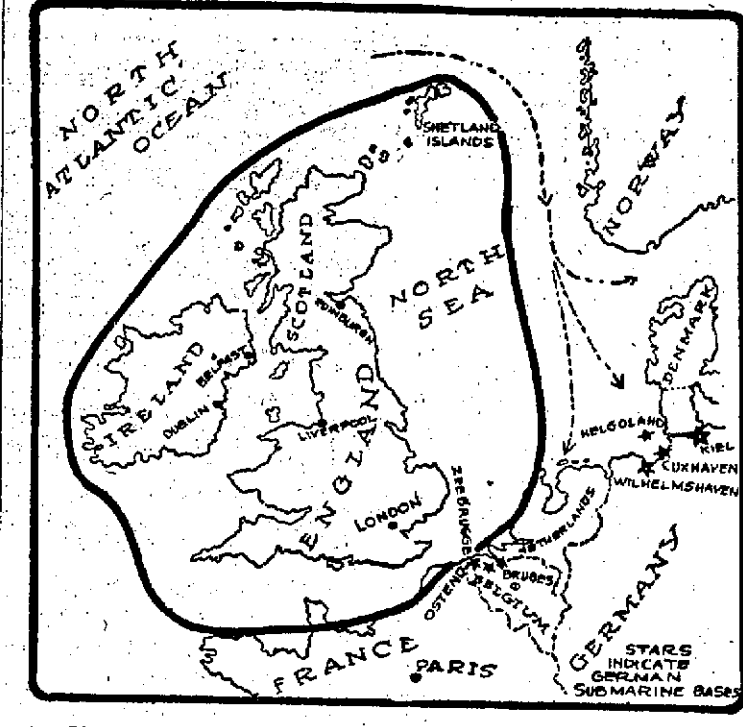 NORTH
ATLANTIC
OCEAN
SHETLAND
ISLANDS
NORWAY
SCOTLAND
NORTH
SEA
EDINBURGH
DENMARK
IRELAND
BELFAST
DUBLIN
LIVERPOOL
ENGLAND
HELGOLAND
KIEL
CUXHAVEN
WILHELMSHAVEN
ZEEBRUGGE
LONDON
NETHERLANDS
OSTEND
BRUGES
BELGIUM
GERMANY
FRANCE
PARIS
STARS
INDICATE
GERMAN
SUBMARINE BASES